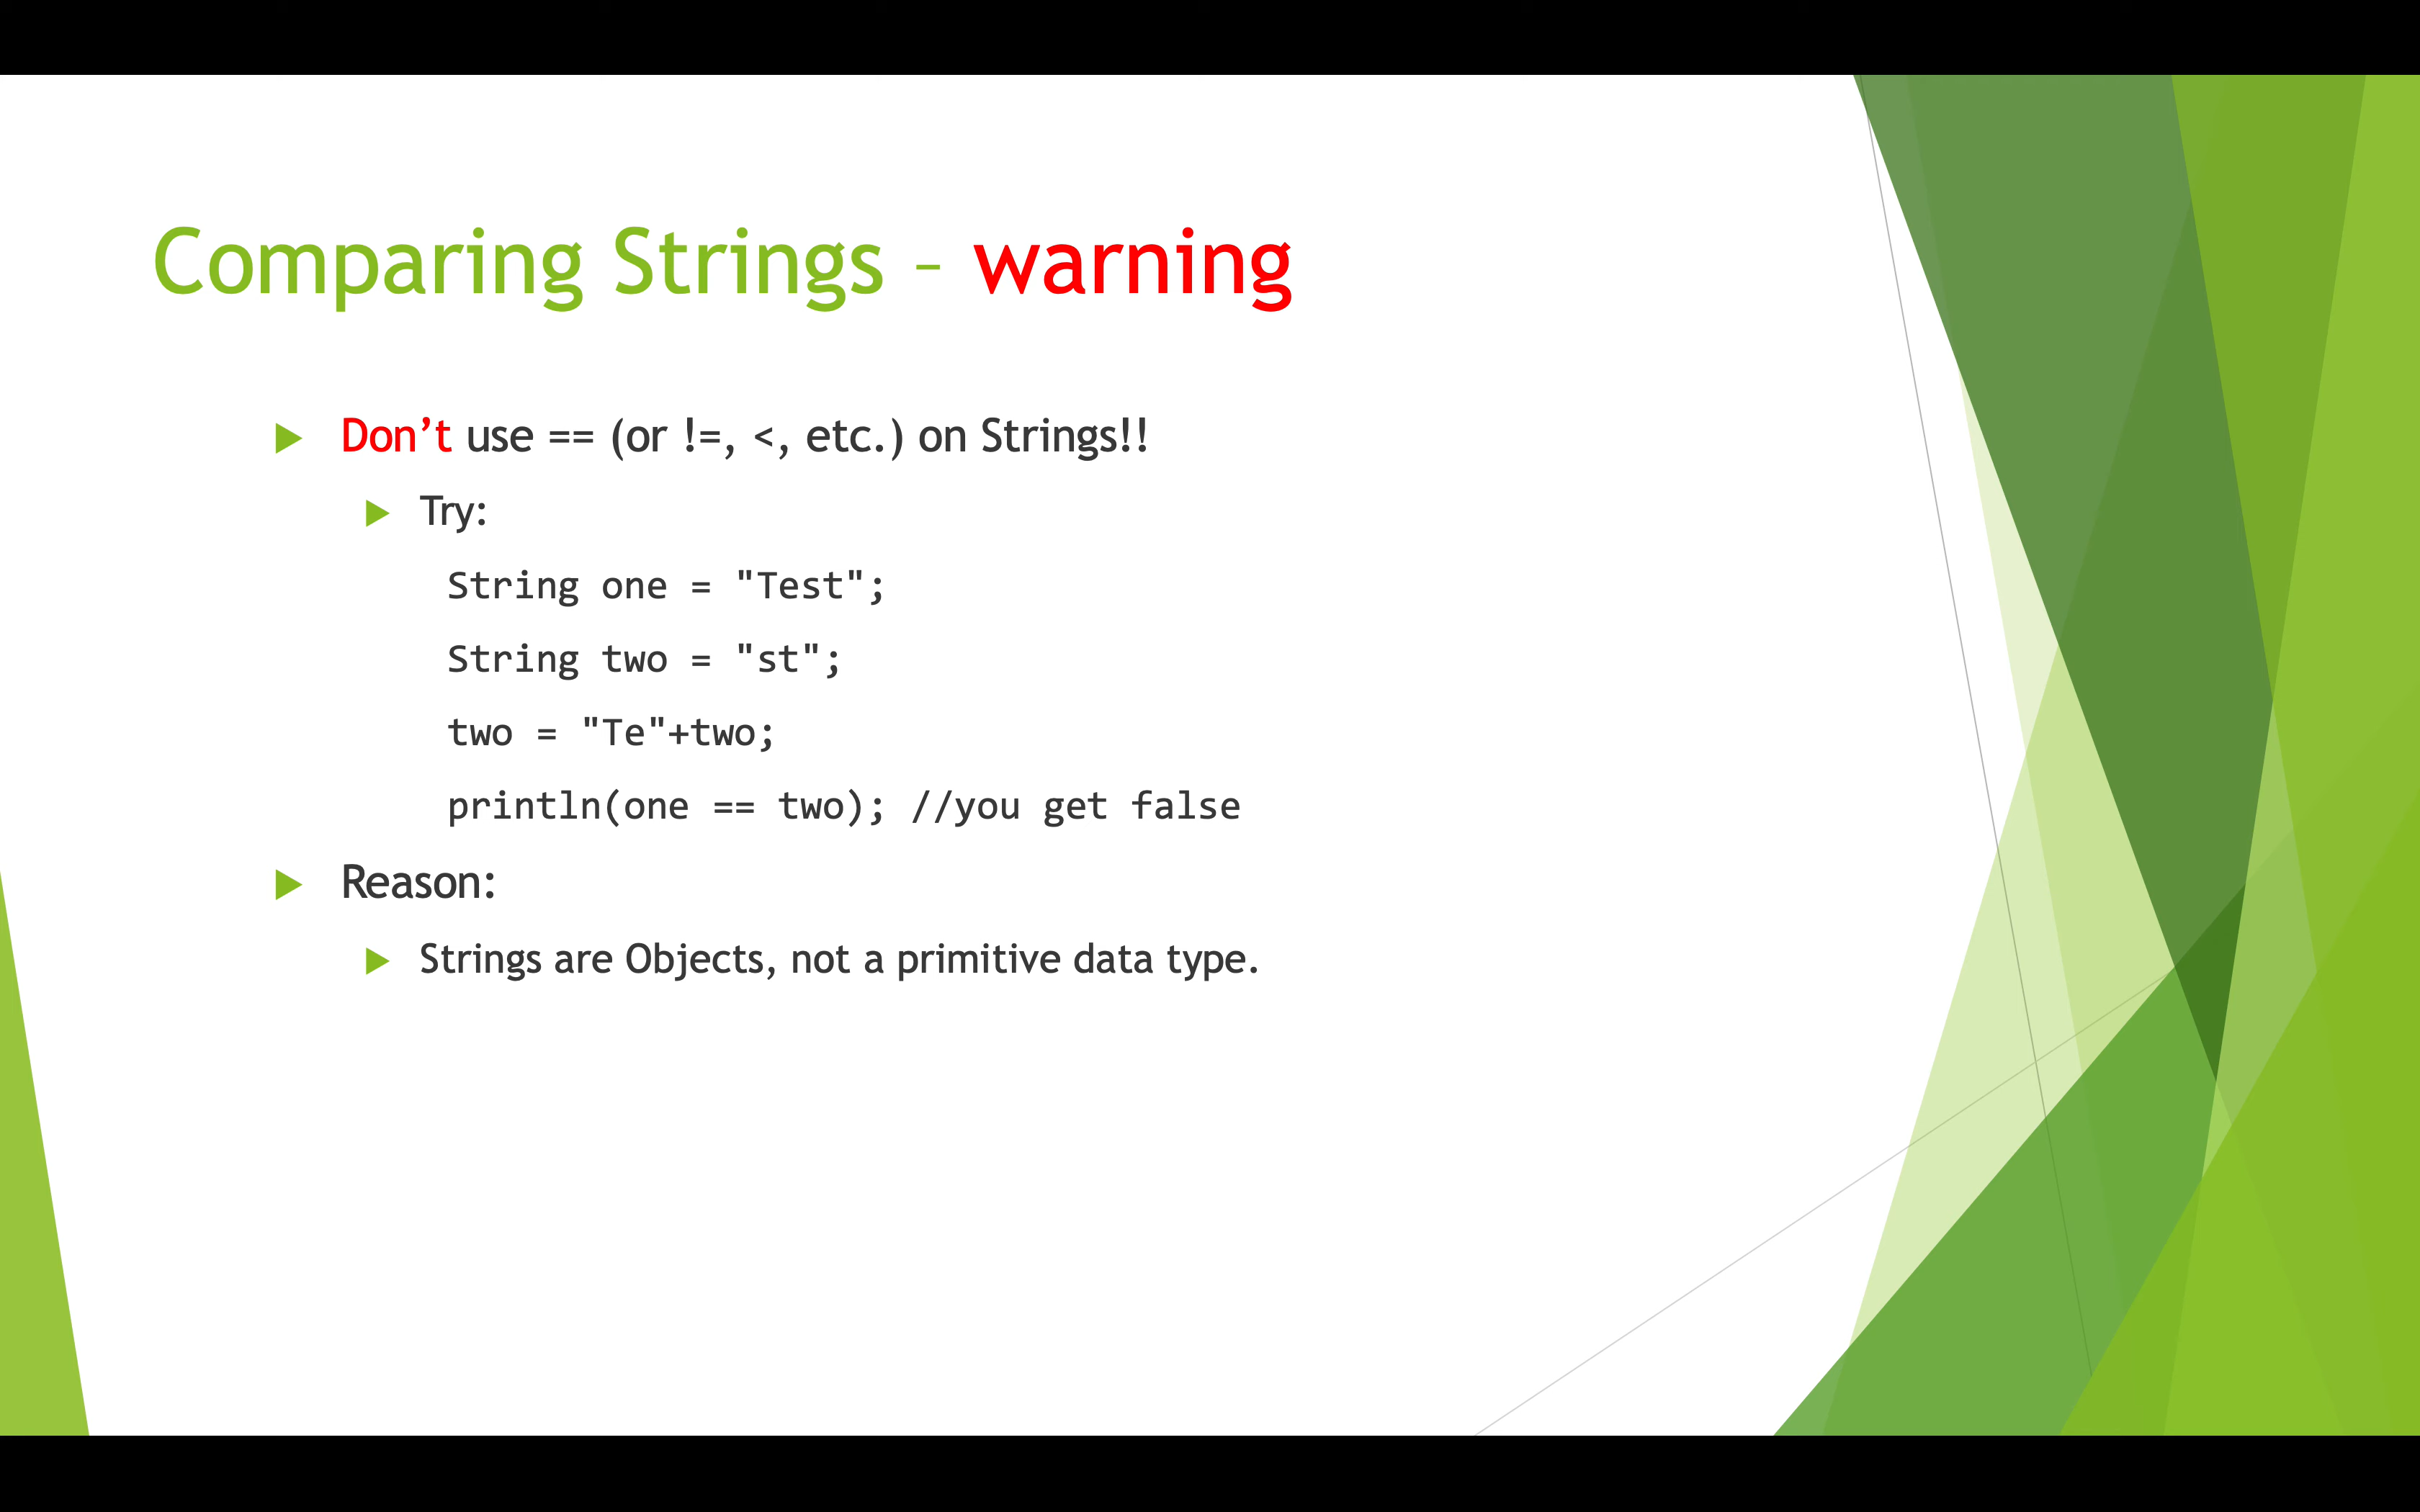 Comparing Strings – warning
Don’t use == (or !=, <, etc.) on Strings!!
Try:
String one = "Test";
String two = "st";
two = "Te"+two;
println(one == two); //you get false
Reason:
Strings are Objects, not a primitive data type.